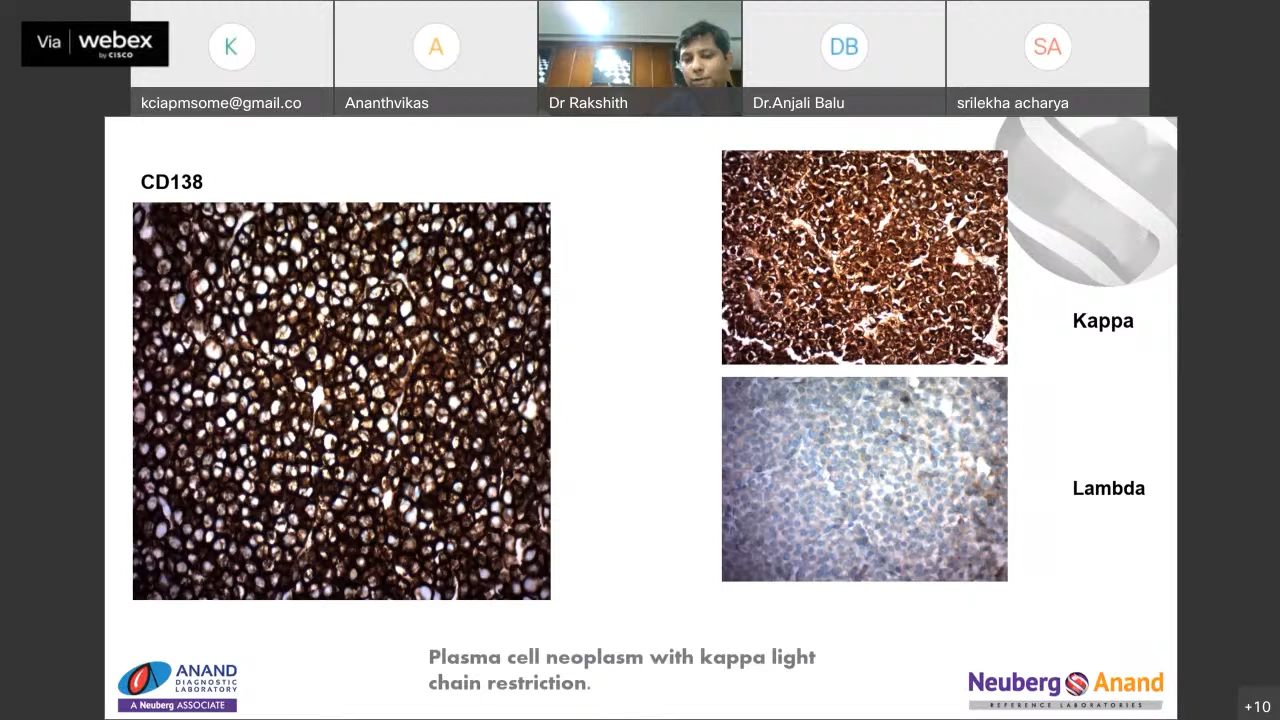 Via webex
by CISCO
K
A
DB
SA
kciapmsome@gmail.co
Ananthvikas
Dr Rakshith
Dr.Anjali Balu
srilekha acharya
CD138
Kappa
Lambda
Plasma cell neoplasm with kappa light
chain restriction.
ANAND
DIAGNOSTIC
LABORATORY
A Neuberg ASSOCIATE
Neuberg Anand
REFERENCE LABORATORIES
+10